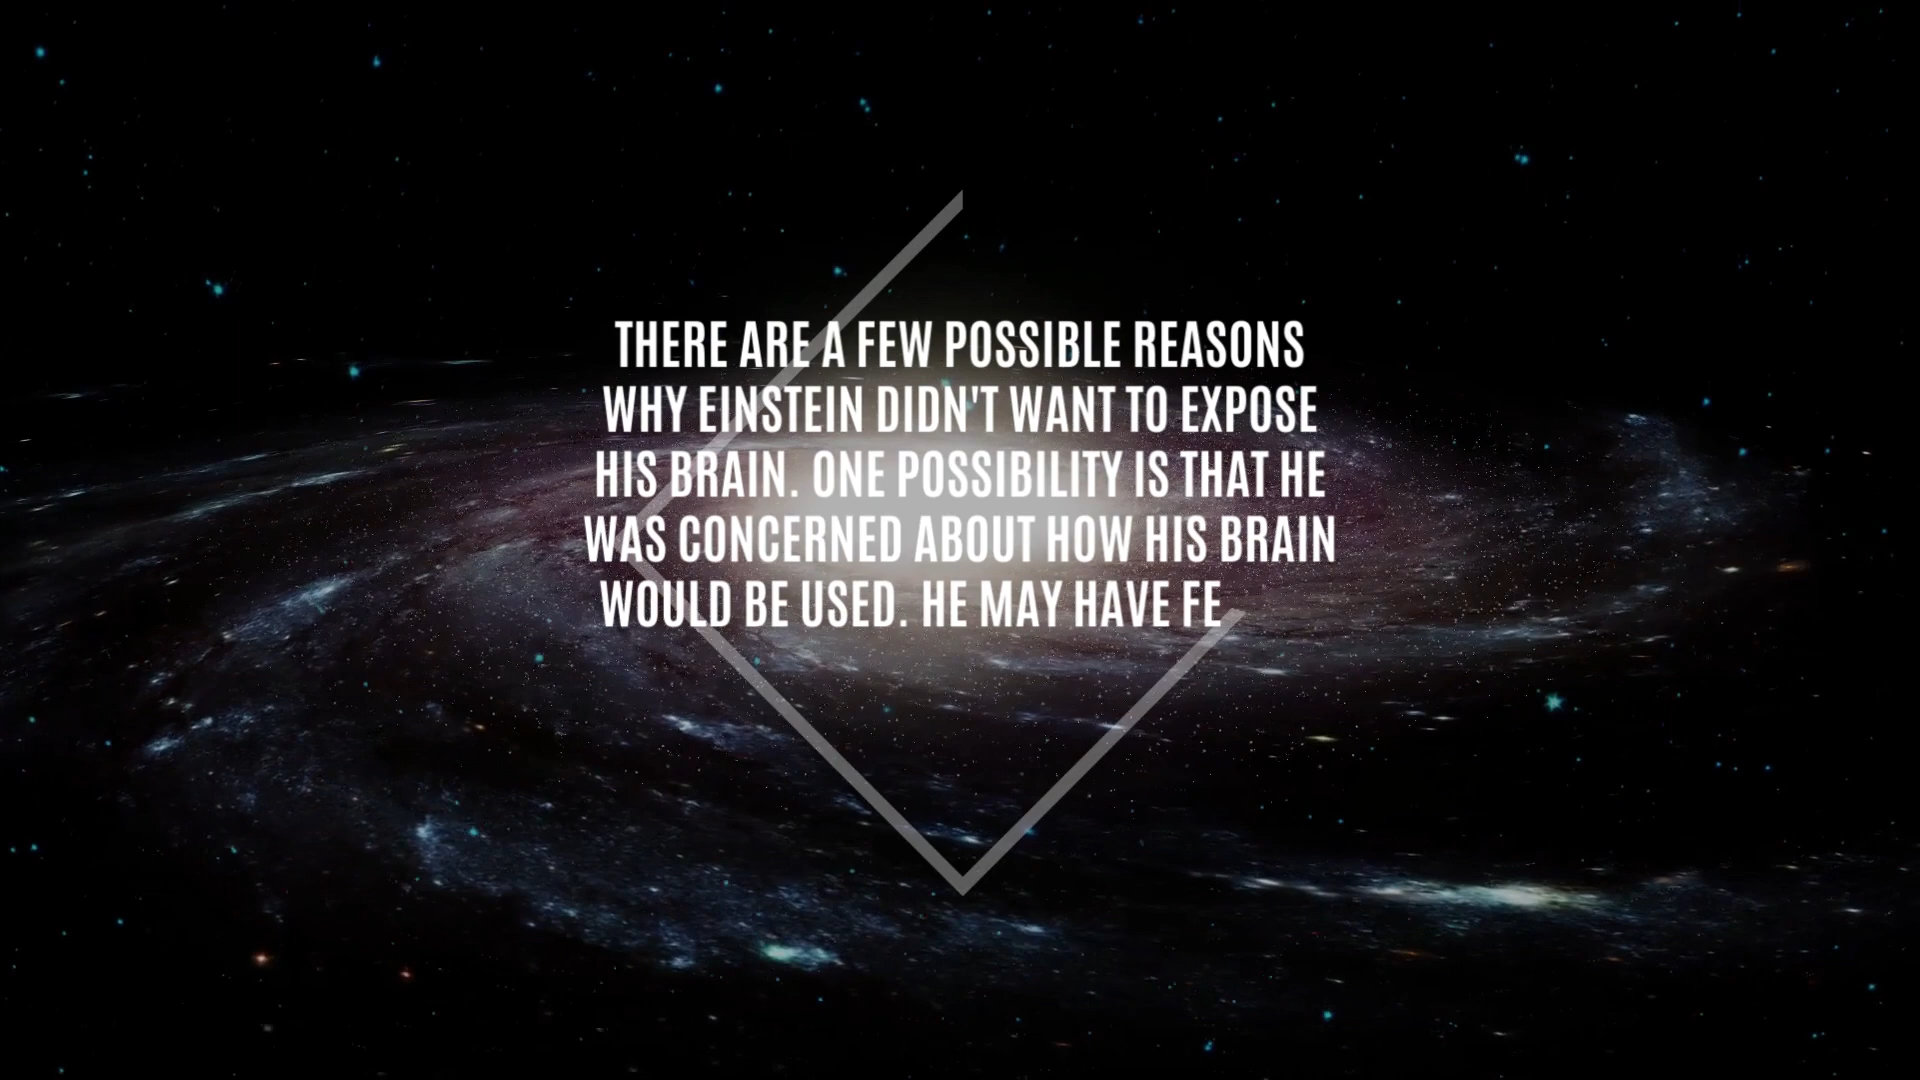 THERE ARE A FEW POSSIBLE REASONS
WHY EINSTEIN DIDN'T WANT TO EXPOSE
HIS BRAIN. ONE POSSIBILITY IS THAT HE
WAS CONCERNED ABOUT HOW HIS BRAIN
WOULD BE USED. HE MAY HAVE FE